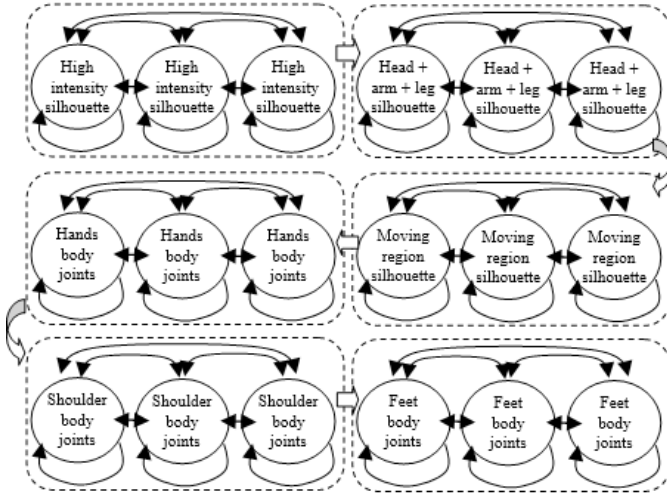 High
intensity
silhouette
High
intensity
silhouette
High
intensity
silhouette
Head +
arm + leg
silhouette
Head +
arm + leg
silhouette
Head +
arm + leg
silhouette
Hands
body
joints
Hands
body
joints
Hands
body
joints
Moving
region
silhouette
Moving
region
silhouette
Moving
region
silhouette
Shoulder
body
joints
Shoulder
body
joints
Shoulder
body
joints
Feet
body
joints
Feet
body
joints
Feet
body
joints